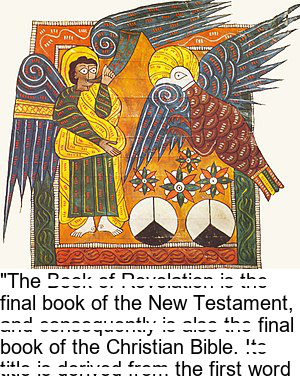 "The Book of Revelation is the
final book of the New Testament,
and consequently is also the final
book of the Christian Bible. Its
title is derived from the first word